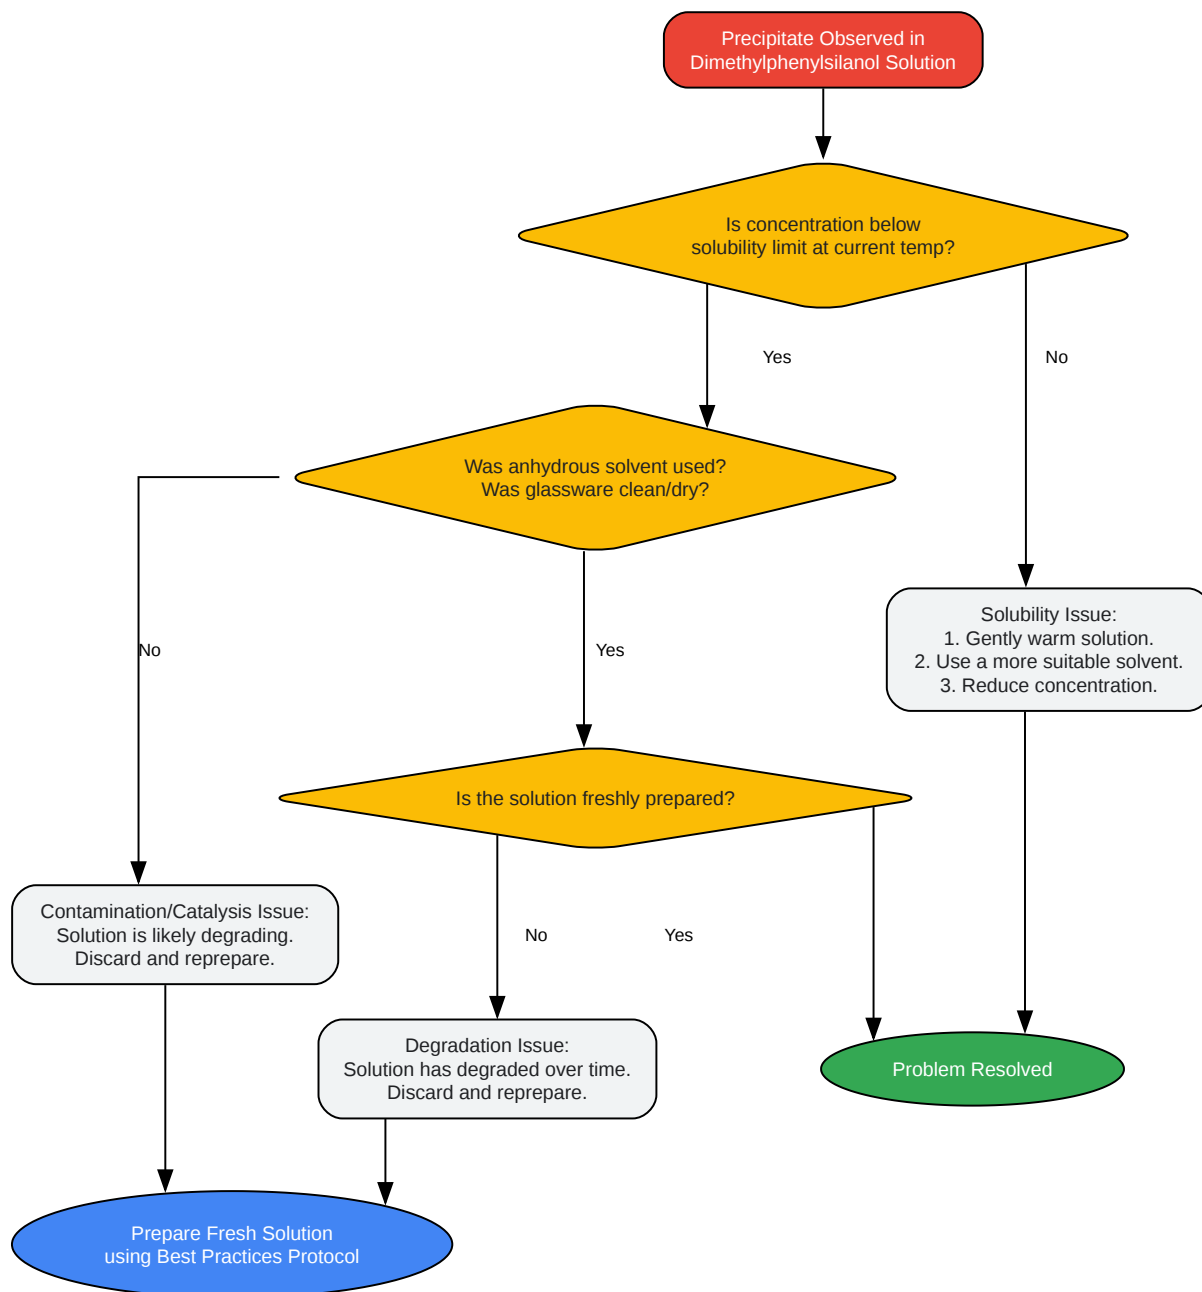 Precipitate Observed in
Dimethylphenylsilanol Solution
Is concentration below
solubility limit at current temp?
Yes
No
Was anhydrous solvent used?
Was glassware clean/dry?
Solubility Issue:
1. Gently warm solution.
2. Use a more suitable solvent.
3. Reduce concentration.
No
Yes
Is the solution freshly prepared?
Contamination/Catalysis Issue:
Solution is likely degrading.
Discard and reprepare.
No
Yes
Degradation Issue:
Solution has degraded over time.
Discard and reprepare.
Problem Resolved
Prepare Fresh Solution
using Best Practices Protocol